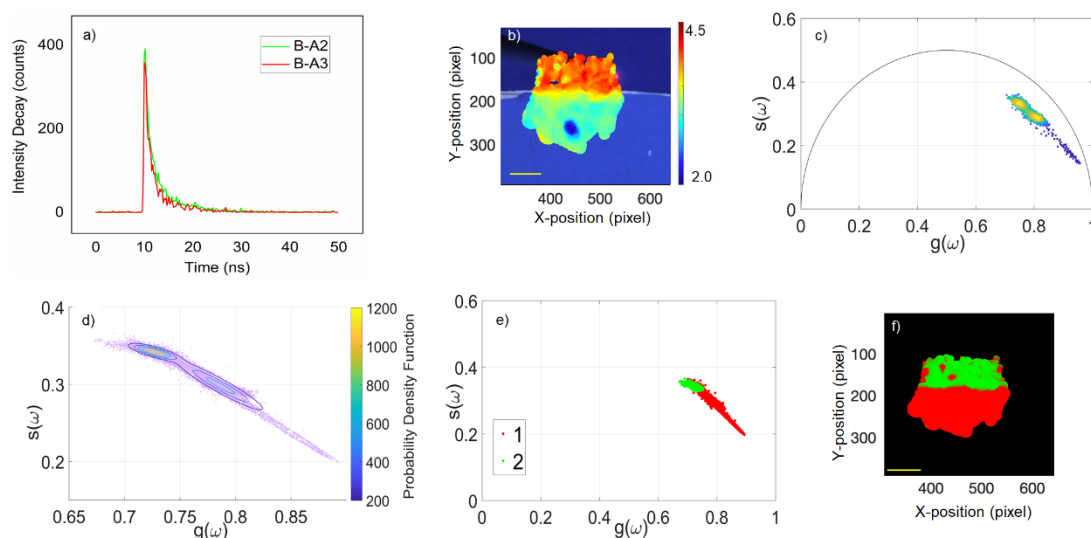 a)
Intensity Decay (counts)
400
200
0
B-A2
B-A3
0 10 20 30 40 50
Time (ns)
b)
Y-position (pixel)
100
200
300
400 500 600
X-position (pixel)
4.5
2.0
c)
s(ω)
0.6
0.4
0.2
0
0 0.2 0.4 0.6 0.8 1
g(ω)
d)
s(ω)
0.4
0.3
0.2
0.65 0.7 0.75 0.8 0.85
g(ω)
1200
1000
800
600
400
200
Probability Density Function
e)
s(ω)
0.6
0.4
0.2
0
1
2
0 0.2 0.4 0.6 0.8 1
g(ω)
f)
Y-position (pixel)
100
200
300
400 500 600
X-position (pixel)